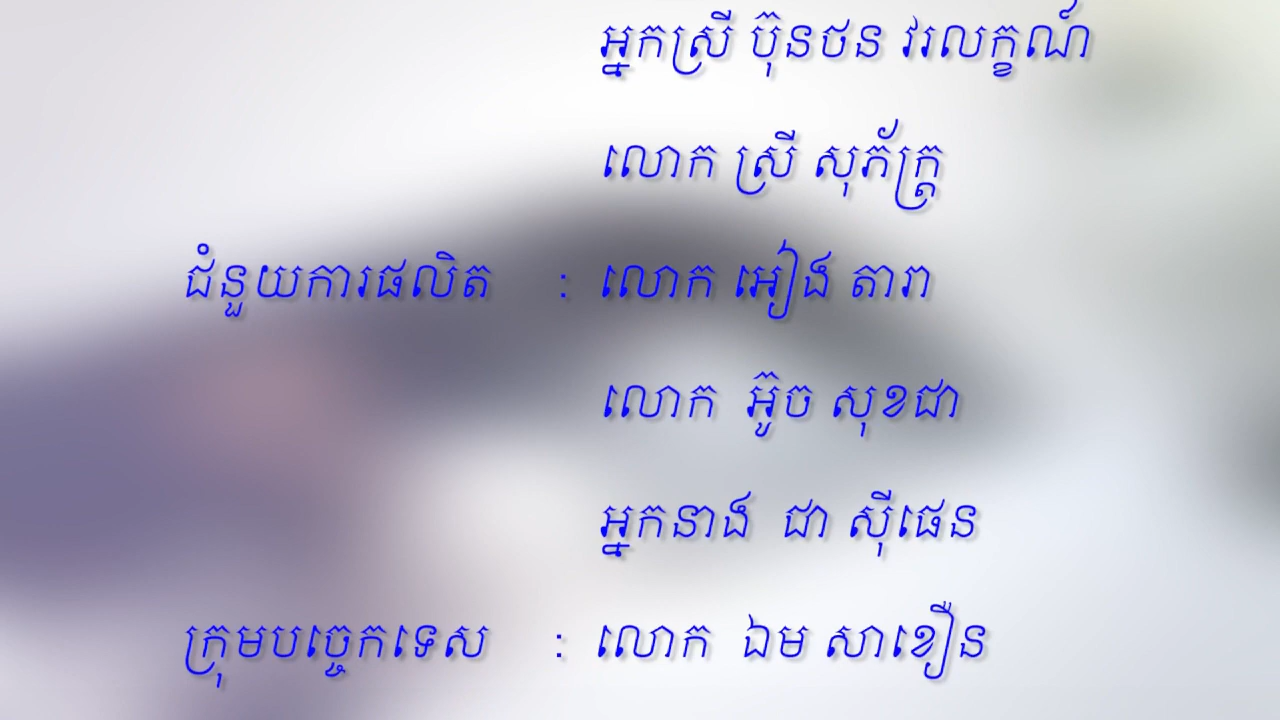 អ្នកស្រី ប៊ុនថន វរលក្ខណ៍
លោក ស្រី សុភ័ក្ត្រ
ជំនួយការផលិត : លោក អៀង តារា
លោក អ៊ូច សុខជា
អ្នកនាង ជា ស៊ីផេន
ក្រុមបច្ចេកទេស : លោក ឯម សាខឿន